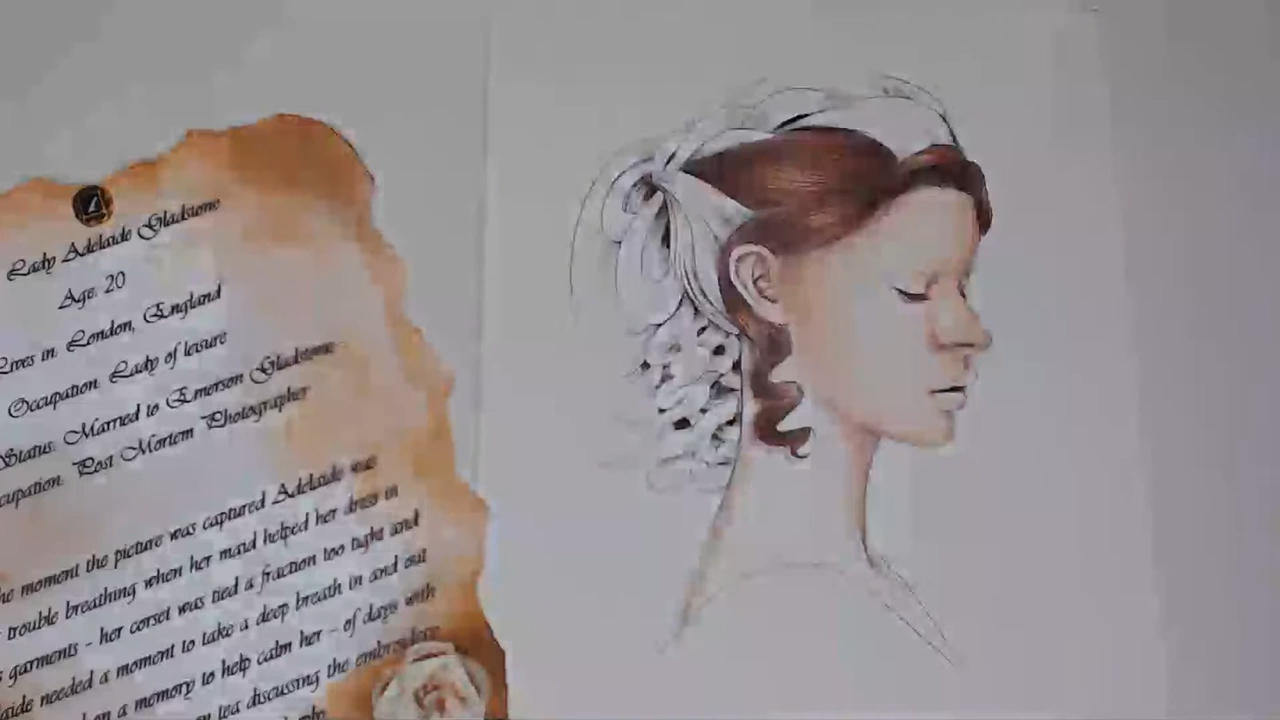 Lady Adelaide Gladstone
Age: 20
Lives in: London, England
Occupation: Lady of leisure
Status: Married to Emerson Gladstone
Occupation: Post Mortem Photographer
moment the picture was captured Adelaide was
trouble breathing when her maid helped her dress in
garments - her corset was tied a fraction too tight and
needed a moment to take a deep breath in and out
a memory to help calm her - of days with
tea discussing the embroidery